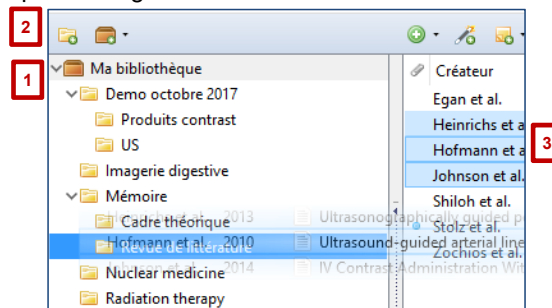 2
1
3
Ma bibliothèque
Demo octobre 2017
Produits contrast
US
Imagerie digestive
Mémoire
Cadre théorique
Revue de littérature
Nuclear medicine
Radiation therapy
Créateur
Egan et al.
Heinrichs et a
Hofmann et a
Johnson et al.
Shiloh et al.
Stolz et al.
Zochios et al.
2013 Ultrasonographically guided p
Hofmann et al. 2010 Ultrasound-guided arterial line
Johnson et al. 2014 IV Contrast Administration Wit